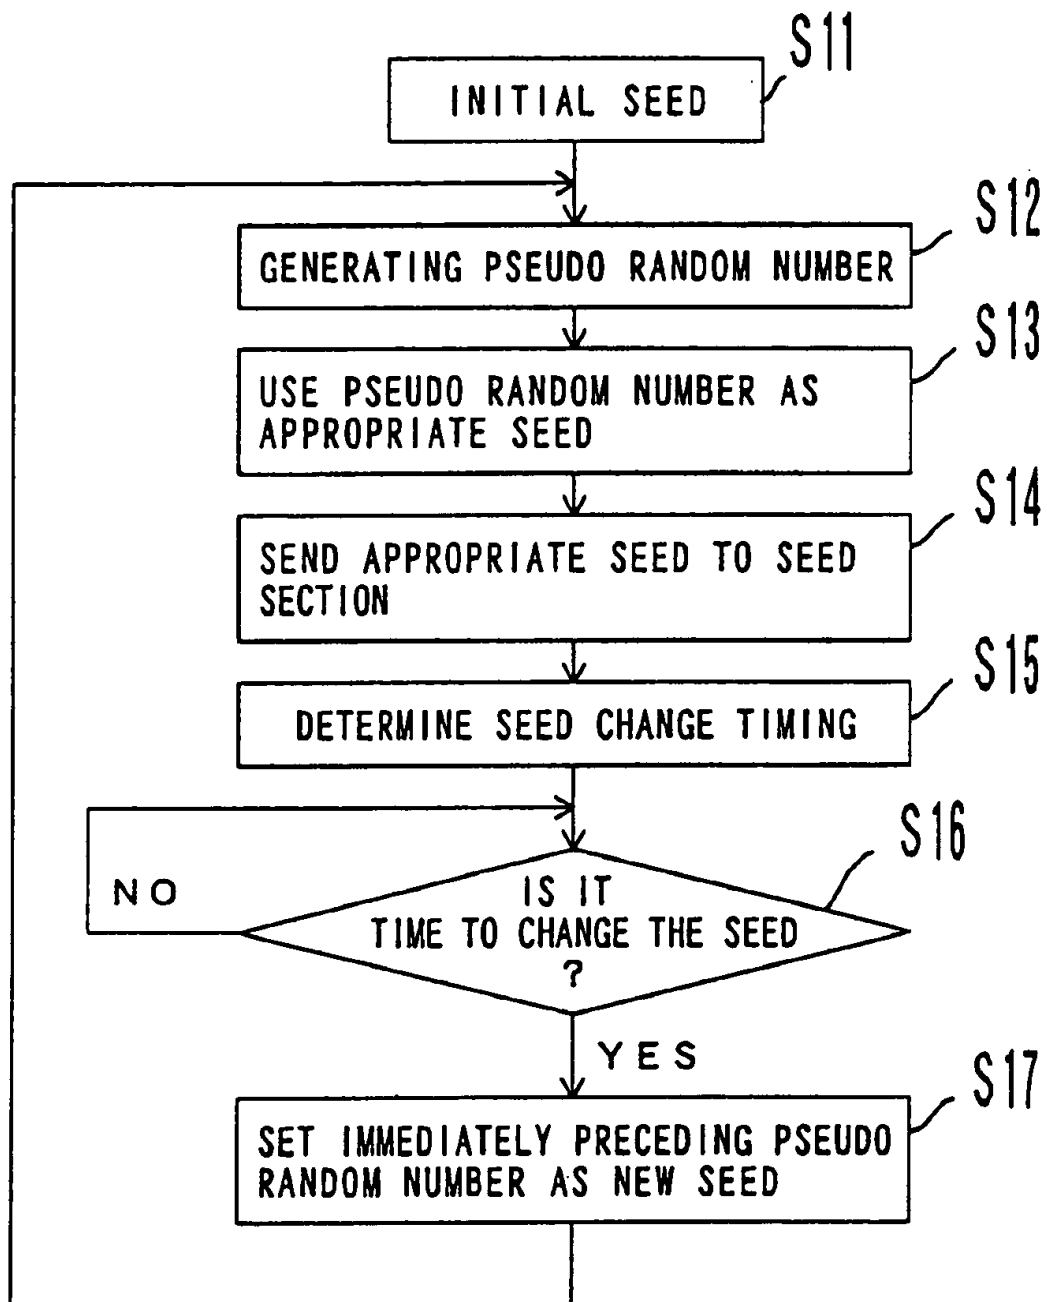 S11
INITIAL SEED
S12
GENERATING PSEUDO RANDOM NUMBER
S13
USE PSEUDO RANDOM NUMBER AS
APPROPRIATE SEED
S14
SEND APPROPRIATE SEED TO SEED
SECTION
S15
DETERMINE SEED CHANGE TIMING
S16
NO
IS IT
TIME TO CHANGE THE SEED
?
YES
S17
SET IMMEDIATELY PRECEDING PSEUDO
RANDOM NUMBER AS NEW SEED